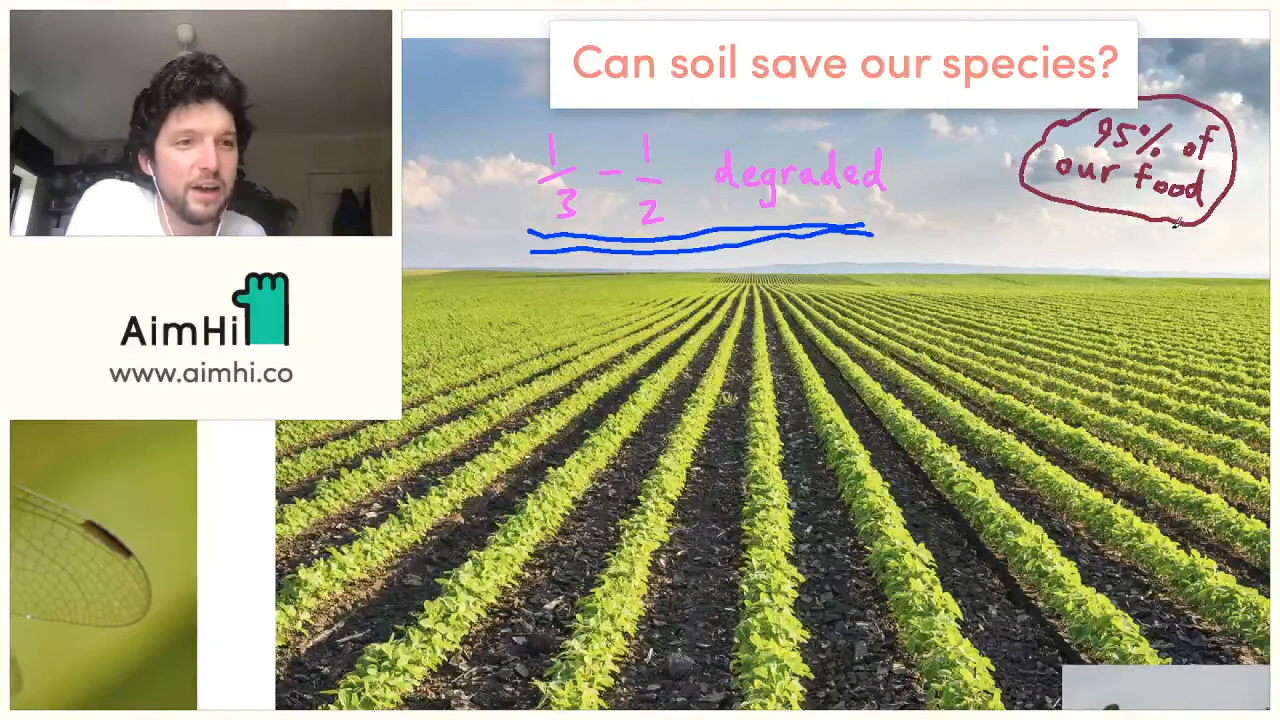 Can soil save our species?
1/3 - 1/2 degraded
95% of
our food
AimHi
www.aimhi.co